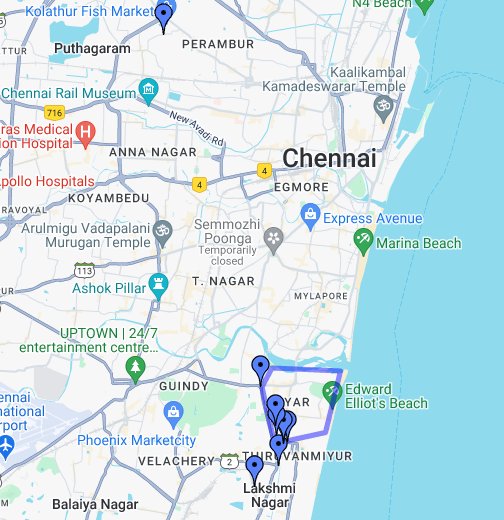 N4 Beach
Kolathur Fish Market
Puthagaram
PERAMBUR
Kaalikambal
Kamadeswarar Temple
Chennai Rail Museum
716
New Avadi Rd
ras Medical
ion Hospital
ANNA NAGAR
Chennai
4
pollo Hospitals
4
EGMORE
KOYAMBEDU
RAVOYAL
Semmozhi
Poonga
Temporarily
closed
Express Avenue
Arulmigu Vadapalani
Murugan Temple
Marina Beach
113
Ashok Pillar
T. NAGAR
MYLAPORE
UPTOWN | 24/7
entertainment centre...
GUINDY
Edward
Elliot's Beach
YAR
ennai
national
irport
Phoenix Marketcity
THIRUVANMIYUR
VELACHERY
2
Lakshmi
Nagar
Balaiya Nagar